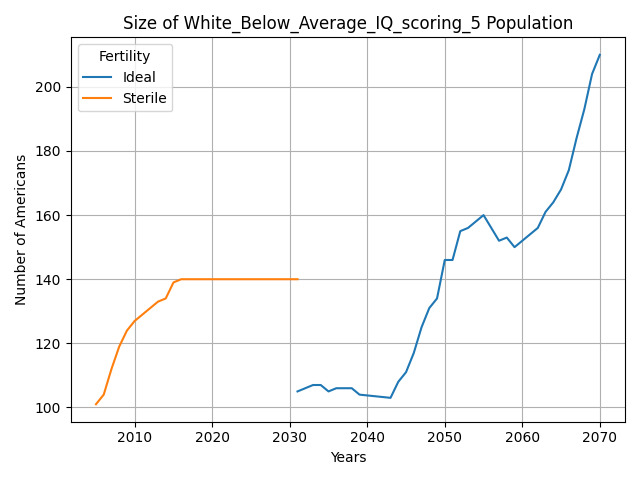 Size of White_Below_Average_IQ_scoring_5 Population
Fertility
Ideal
Sterile
Number of Americans
200
180
160
140
120
100
2010 2020 2030 2040 2050 2060 2070
Years